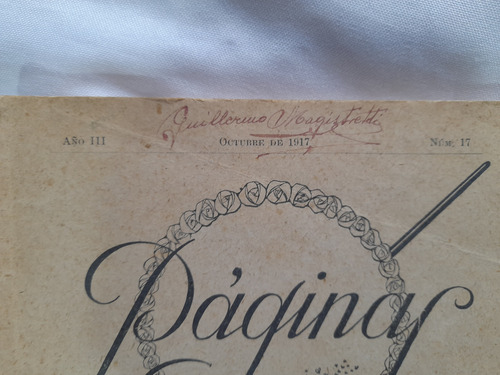 Guillermo Magistretti
Año III Octubre de 1917 Núm. 17
Páginas